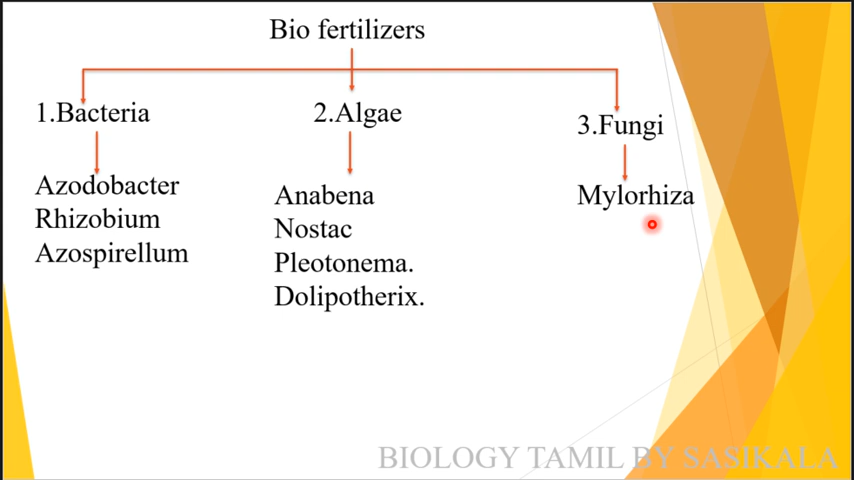 Bio fertilizers
1.Bacteria
2.Algae
3.Fungi
Azodobacter
Rhizobium
Azospirellum
Anabena
Nostac
Pleotonema.
Dolipotherix.
Mylorhiza
BIOLOGY TAMIL BY SASIKALA